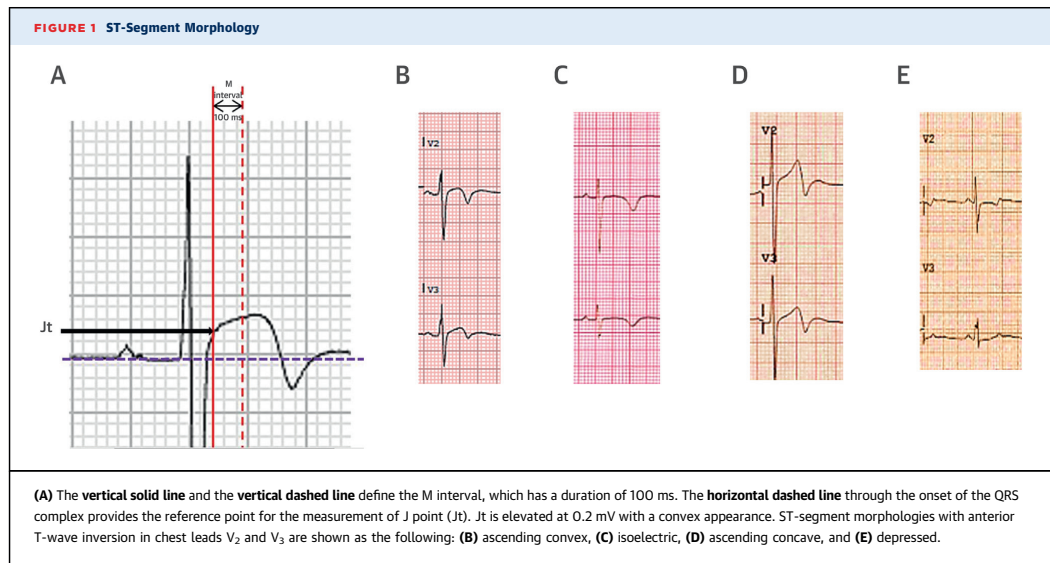 FIGURE 1 ST-Segment Morphology
A
B
C
D
E
M
interval
100 ms
Jt
V2
V3
V2
V3
V2
V3
(A) The vertical solid line and the vertical dashed line define the M interval, which has a duration of 100 ms. The horizontal dashed line through the onset of the QRS
complex provides the reference point for the measurement of J point (Jt). Jt is elevated at 0.2 mV with a convex appearance. ST-segment morphologies with anterior
T-wave inversion in chest leads V₂ and V₃ are shown as the following: (B) ascending convex, (C) isoelectric, (D) ascending concave, and (E) depressed.